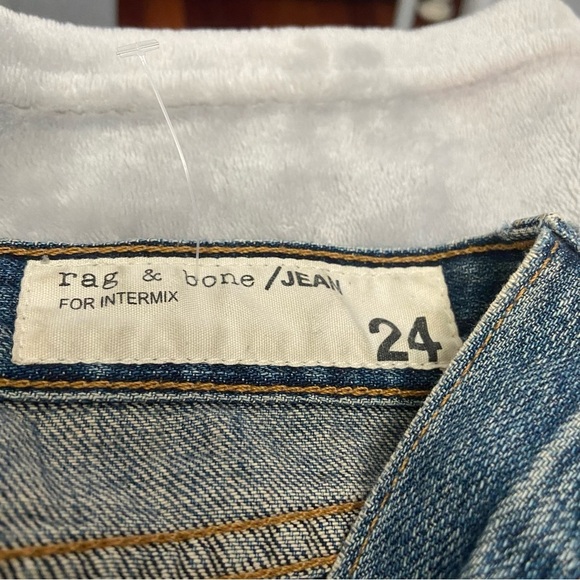 rag & bone/JEAN
FOR INTERMIX
24